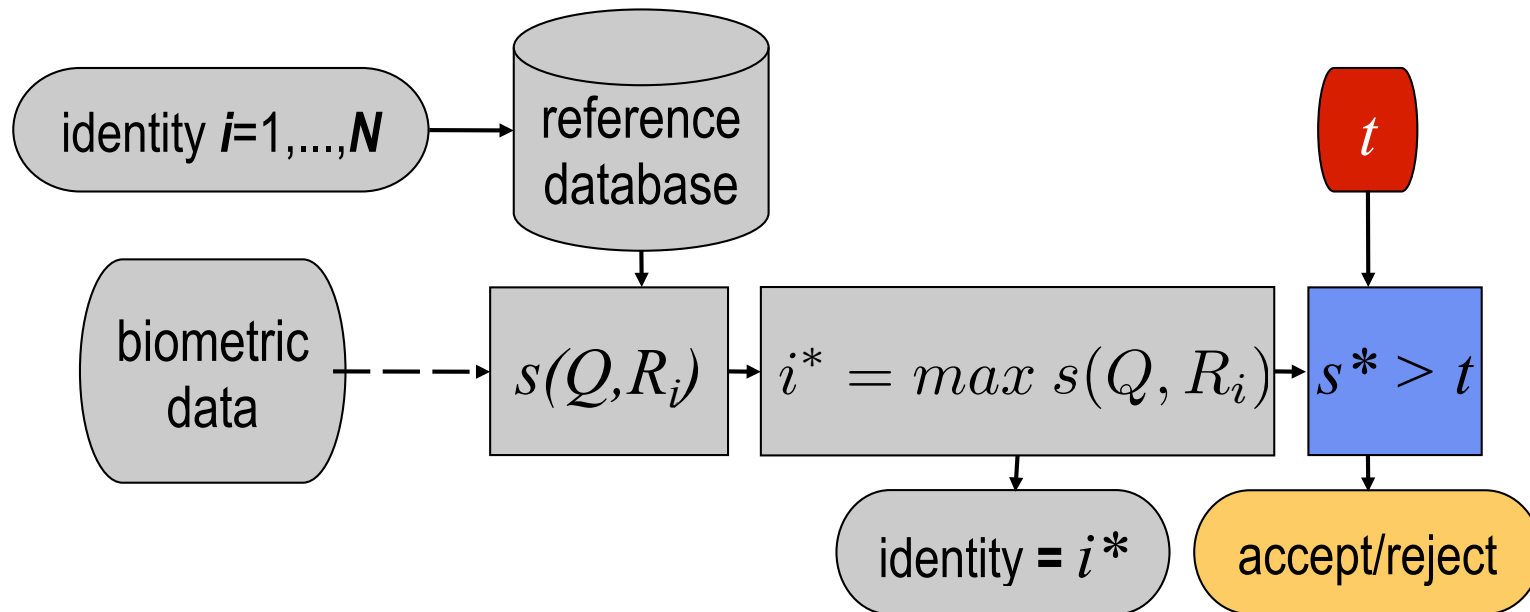 identity i=1,...,N
reference
database
t
biometric
data
s(Q,Rᵢ)
i* = max s(Q, Rᵢ)
s* > t
identity = i*
accept/reject